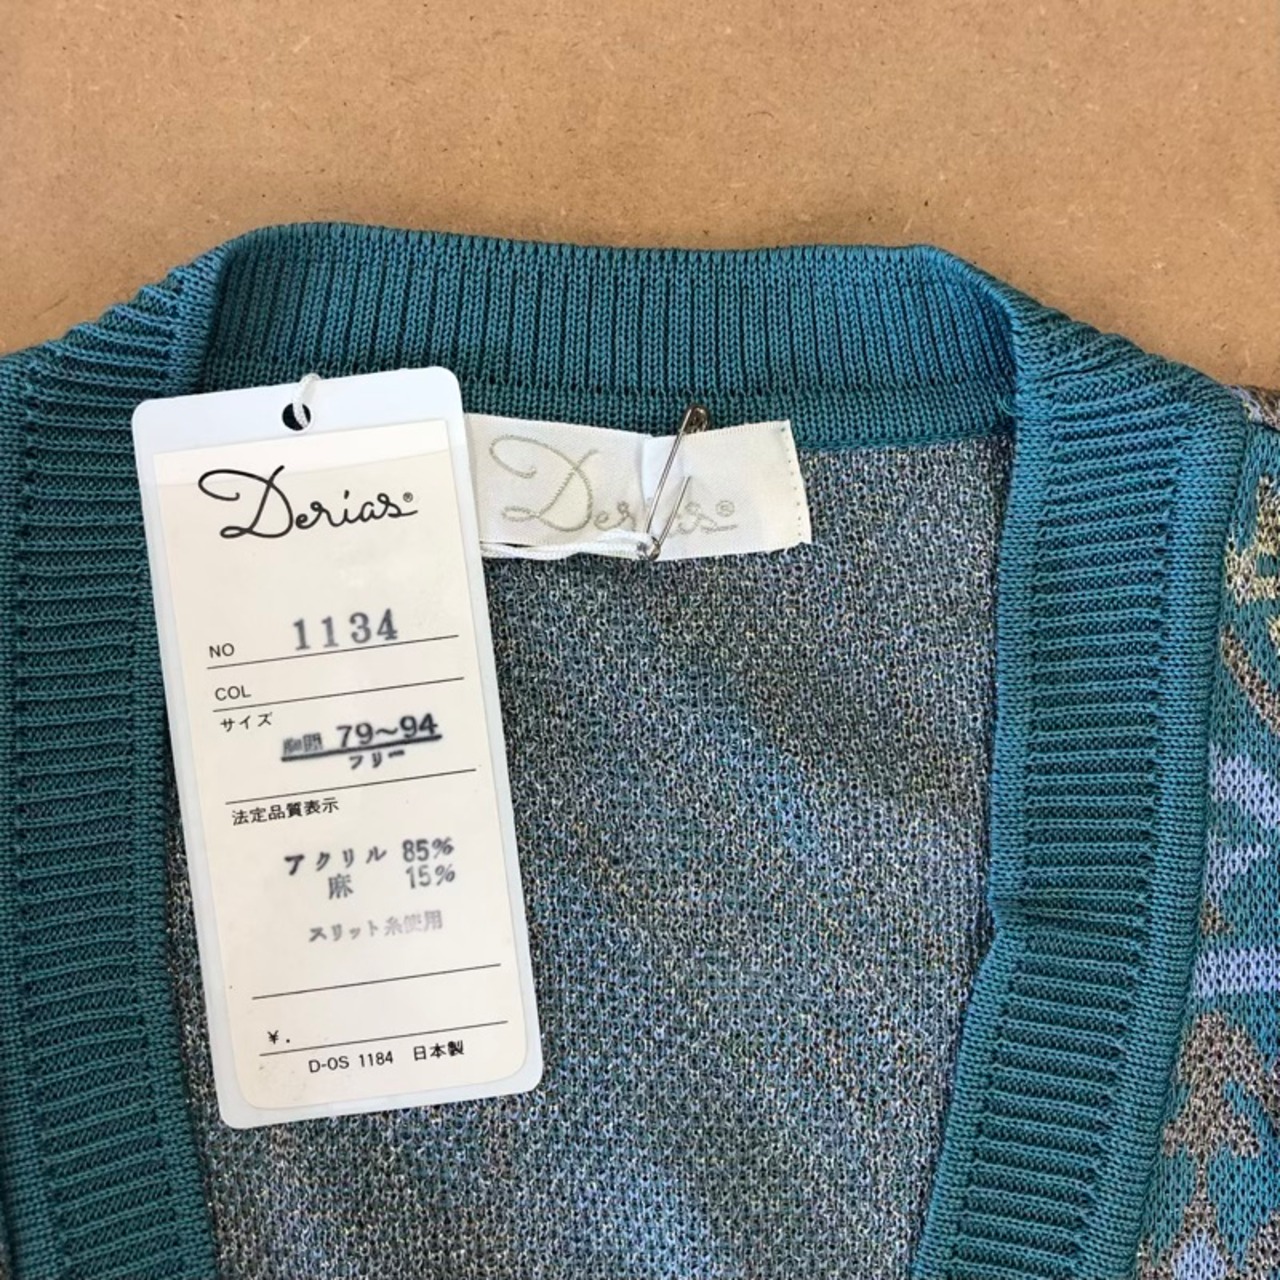 Derias®
NO 1134
COL
サイズ
胸囲 79〜94
フリー
法定品質表示
アクリル 85%
麻 15%
スリット糸使用
¥.
D-OS 1184 日本製
Derias®